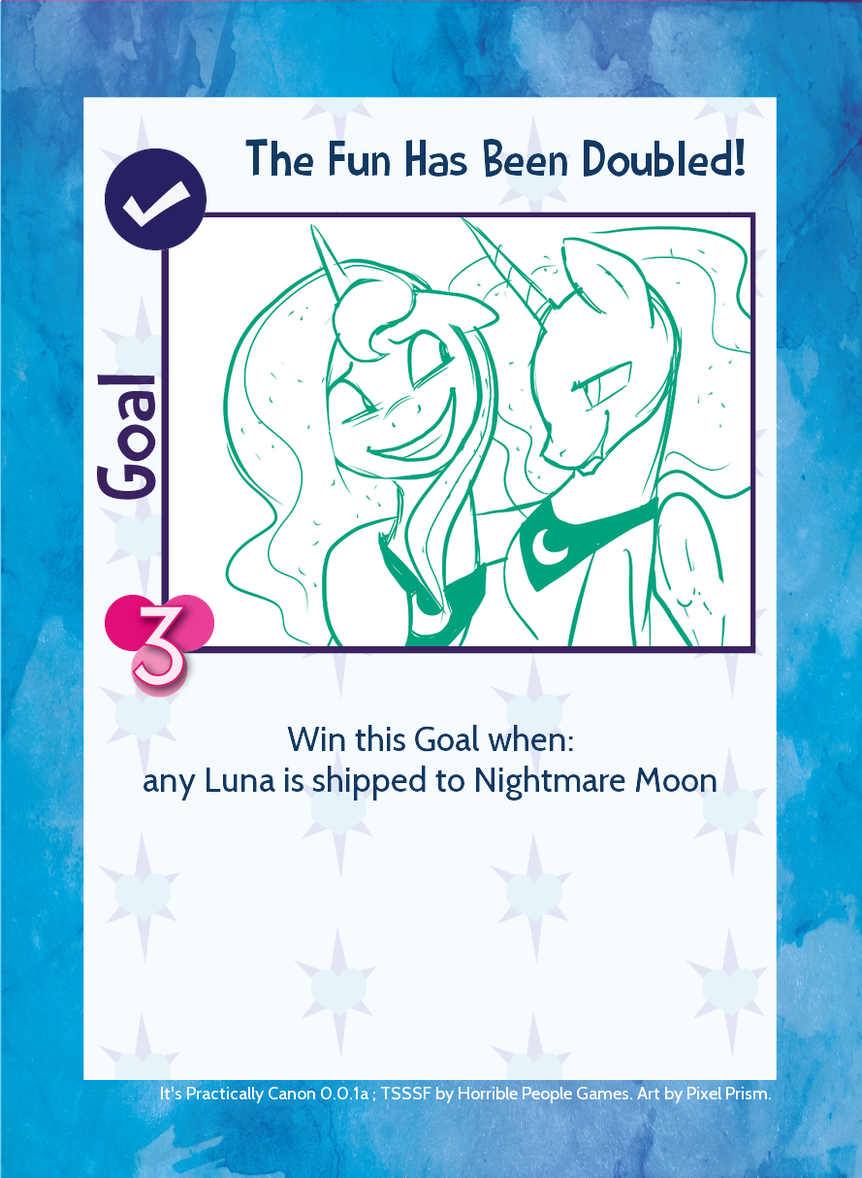 The Fun Has Been Doubled!
Goal
3
Win this Goal when:
any Luna is shipped to Nightmare Moon
It's Practically Canon 0.0.1a ; TSSSF by Horrible People Games. Art by Pixel Prism.